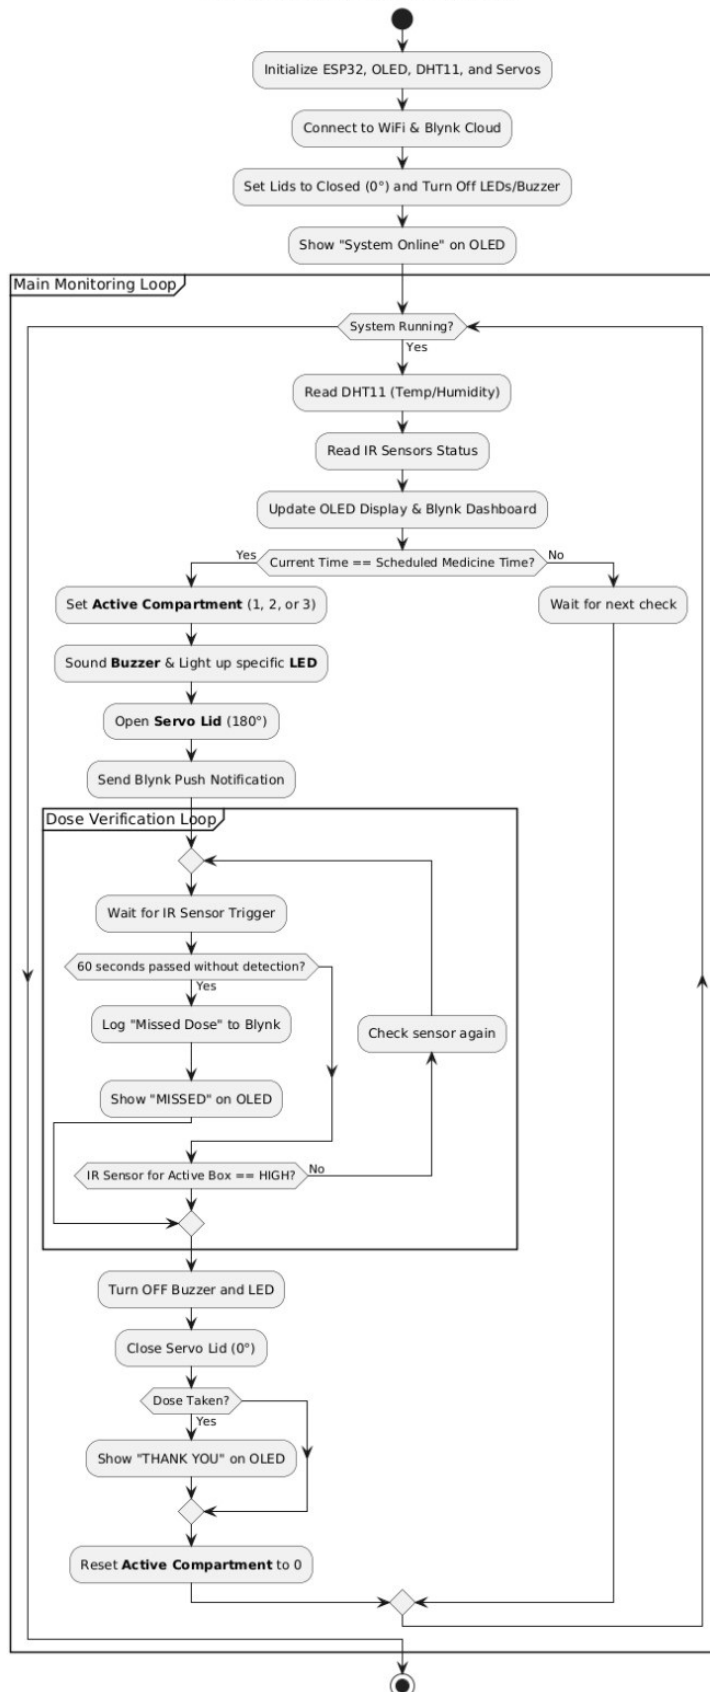 Initialize ESP32, OLED, DHT11, and Servos
Connect to WiFi & Blynk Cloud
Set Lids to Closed (0°) and Turn Off LEDs/Buzzer
Show "System Online" on OLED
Main Monitoring Loop
System Running?
Yes
Read DHT11 (Temp/Humidity)
Read IR Sensors Status
Update OLED Display & Blynk Dashboard
Yes
Current Time == Scheduled Medicine Time?
No
Set Active Compartment (1, 2, or 3)
Wait for next check
Sound Buzzer & Light up specific LED
Open Servo Lid (180°)
Send Blynk Push Notification
Dose Verification Loop
Wait for IR Sensor Trigger
60 seconds passed without detection?
Yes
Log "Missed Dose" to Blynk
Check sensor again
Show "MISSED" on OLED
IR Sensor for Active Box == HIGH?
No
Turn OFF Buzzer and LED
Close Servo Lid (0°)
Dose Taken?
Yes
Show "THANK YOU" on OLED
Reset Active Compartment to 0